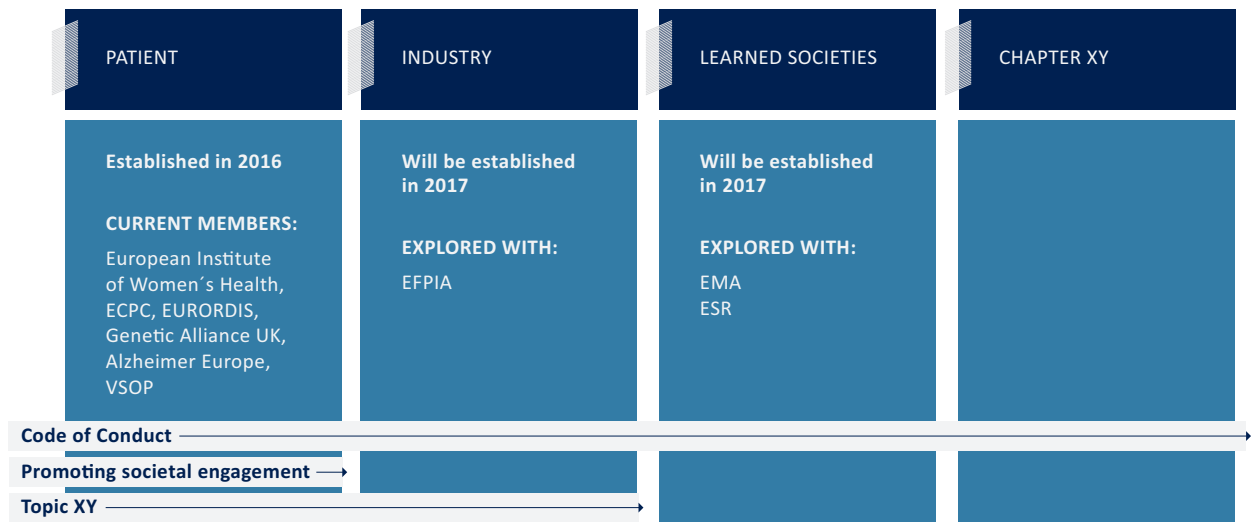 PATIENT
INDUSTRY
LEARNED SOCIETIES
CHAPTER XY
Established in 2016
CURRENT MEMBERS:
European Institute
of Women´s Health,
ECPC, EURORDIS,
Genetic Alliance UK,
Alzheimer Europe,
VSOP
Will be established
in 2017
EXPLORED WITH:
EFPIA
Will be established
in 2017
EXPLORED WITH:
EMA
ESR
Code of Conduct
Promoting societal engagement
Topic XY